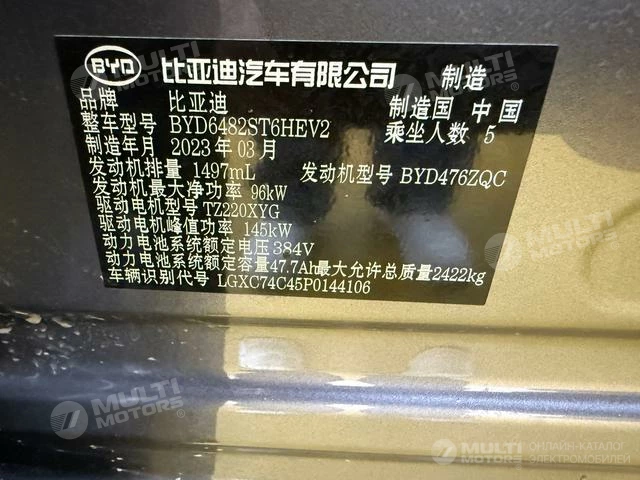 BYD 比亚迪汽车有限公司 制造
品牌 比亚迪 制造国 中国
整车型号 BYD6482ST6HEV2 乘坐人数 5
制造年月 2023年03月
发动机排量 1497mL 发动机型号 BYD476ZQC
发动机最大净功率 96kW
驱动电机型号 TZ220XYG
驱动电机峰值功率 145kW
动力电池系统额定电压 384V
动力电池系统额定容量 47.7Ah 最大允许总质量 2422kg
车辆识别代号 LGXC74C45P0144106
MULTI MOTORS
MULTI MOTORS
MULTI MOTORS
MULTI MOTORS
MULTI MOTORS ОНЛАЙН-КАТАЛОГ ЭЛЕКТРОМОБИЛЕЙ